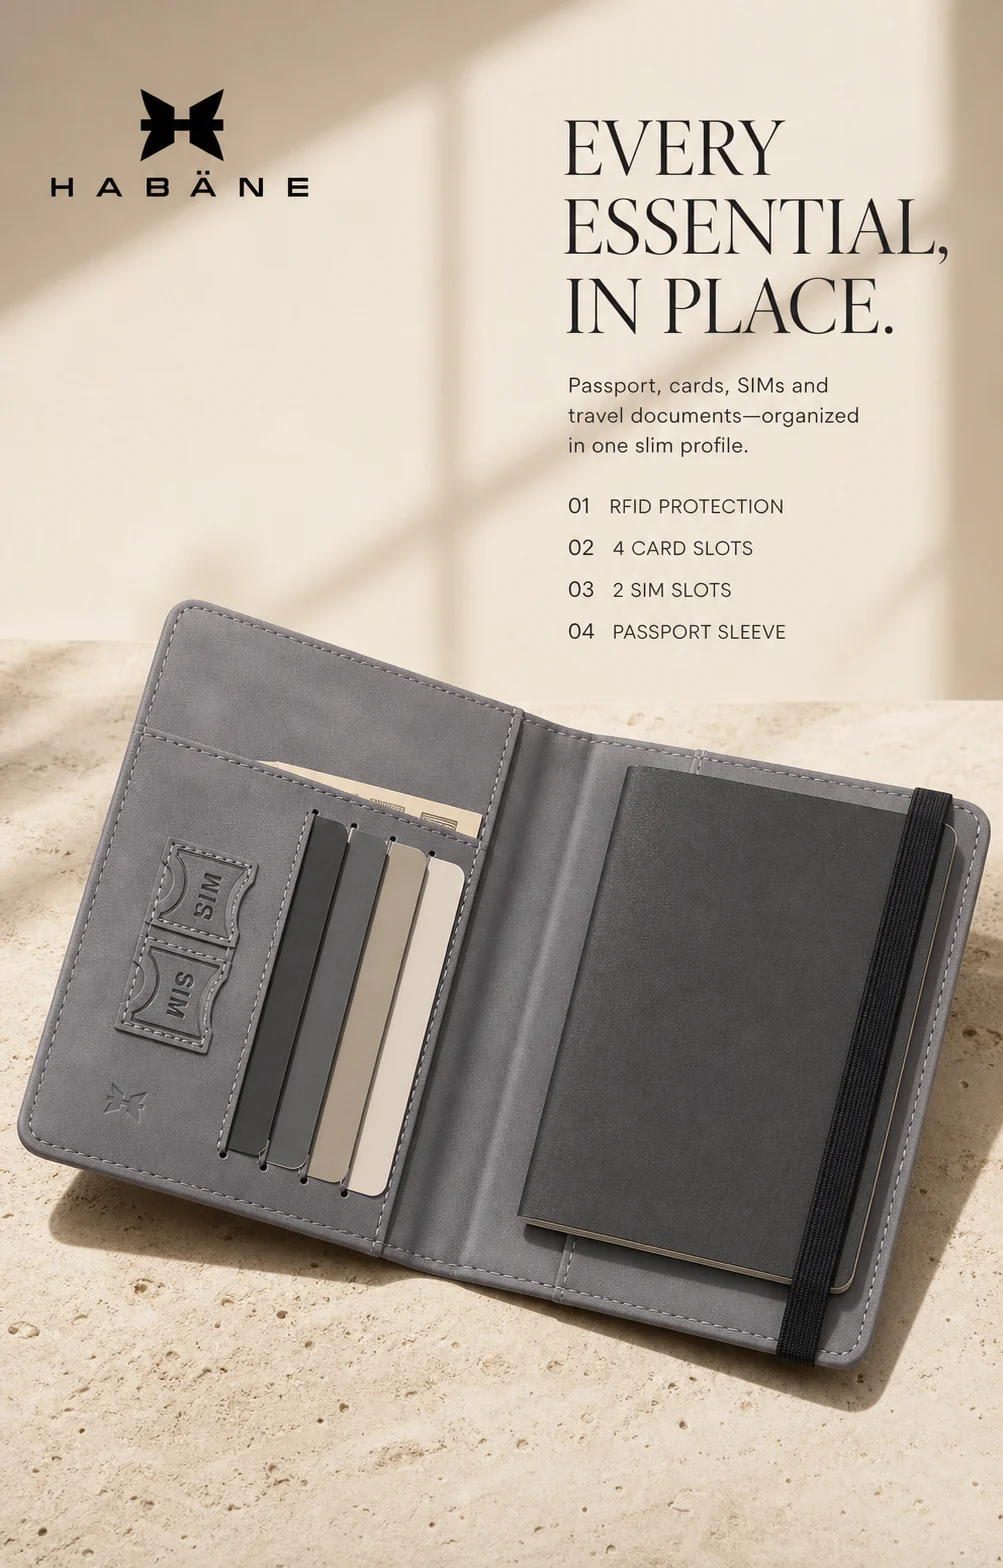 HABÄNE
EVERY
ESSENTIAL,
IN PLACE.
Passport, cards, SIMs and
travel documents—organized
in one slim profile.
01 RFID PROTECTION
02 4 CARD SLOTS
03 2 SIM SLOTS
04 PASSPORT SLEEVE
SIM
SIM